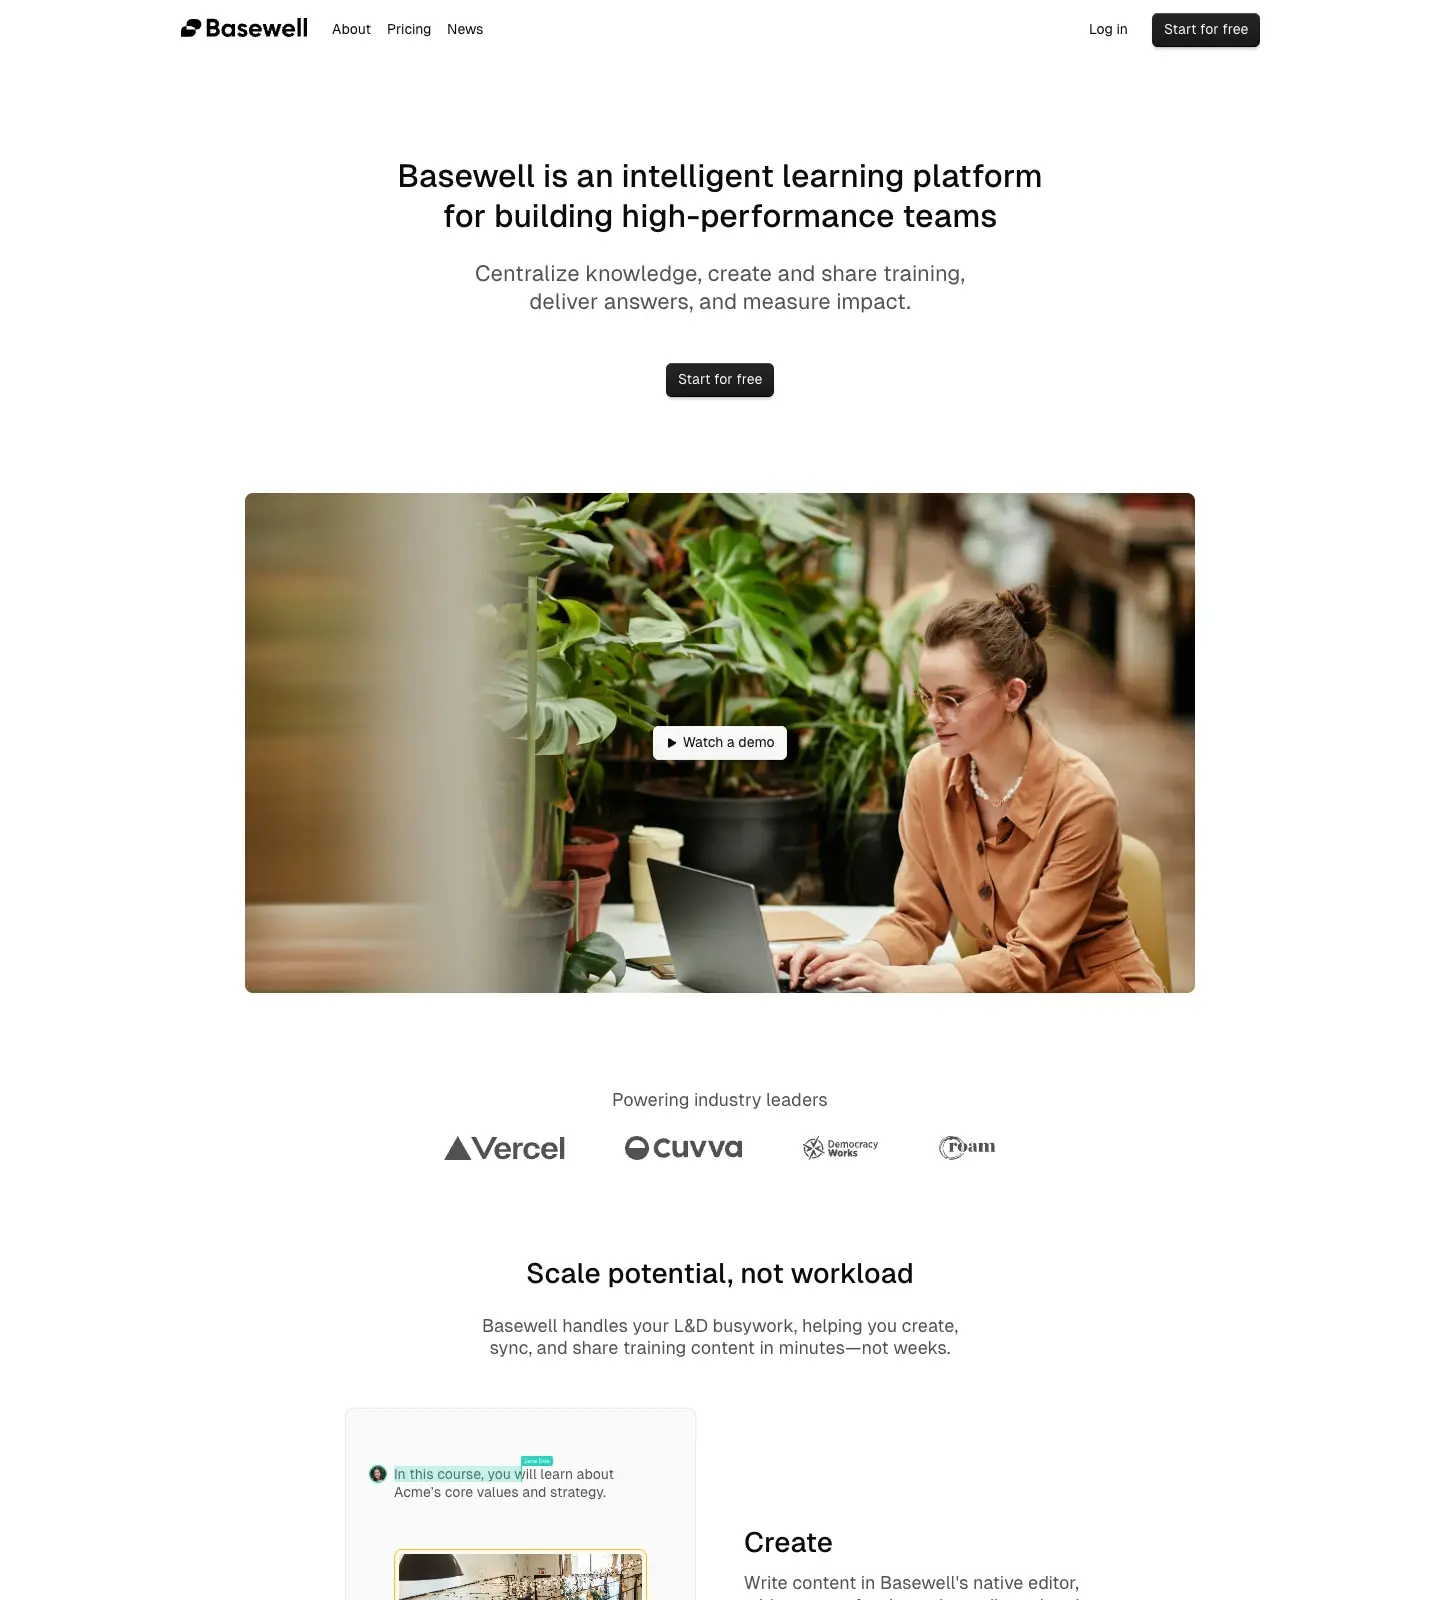 Basewell
About
Pricing
News
Log in
Start for free
Basewell is an intelligent learning platform
for building high-performance teams
Centralize knowledge, create and share training,
deliver answers, and measure impact.
Start for free
Watch a demo
Powering industry leaders
Vercel
Cuvva
Democracy
Works
roam
Scale potential, not workload
Basewell handles your L&D busywork, helping you create,
sync, and share training content in minutes—not weeks.
Jane Doe
In this course, you will learn about
Acme's core values and strategy.
Create
Write content in Basewell's native editor,